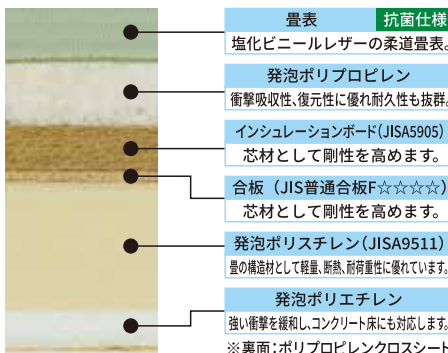 畳表 抗菌仕様
塩化ビニールレザーの柔道畳表。
発泡ポリプロピレン
衝撃吸収性、復元性に優れ耐久性も抜群。
インシュレーションボード(JISA5905)
芯材として剛性を高めます。
合板（JIS普通合板F☆☆☆☆）
芯材として剛性を高めます。
発泡ポリスチレン(JISA9511)
畳の構造材として軽量、断熱、耐荷重性に優れています。
発泡ポリエチレン
強い衝撃を緩和し、コンクリート床にも対応します。
※裏面：ポリプロピレンクロスシート